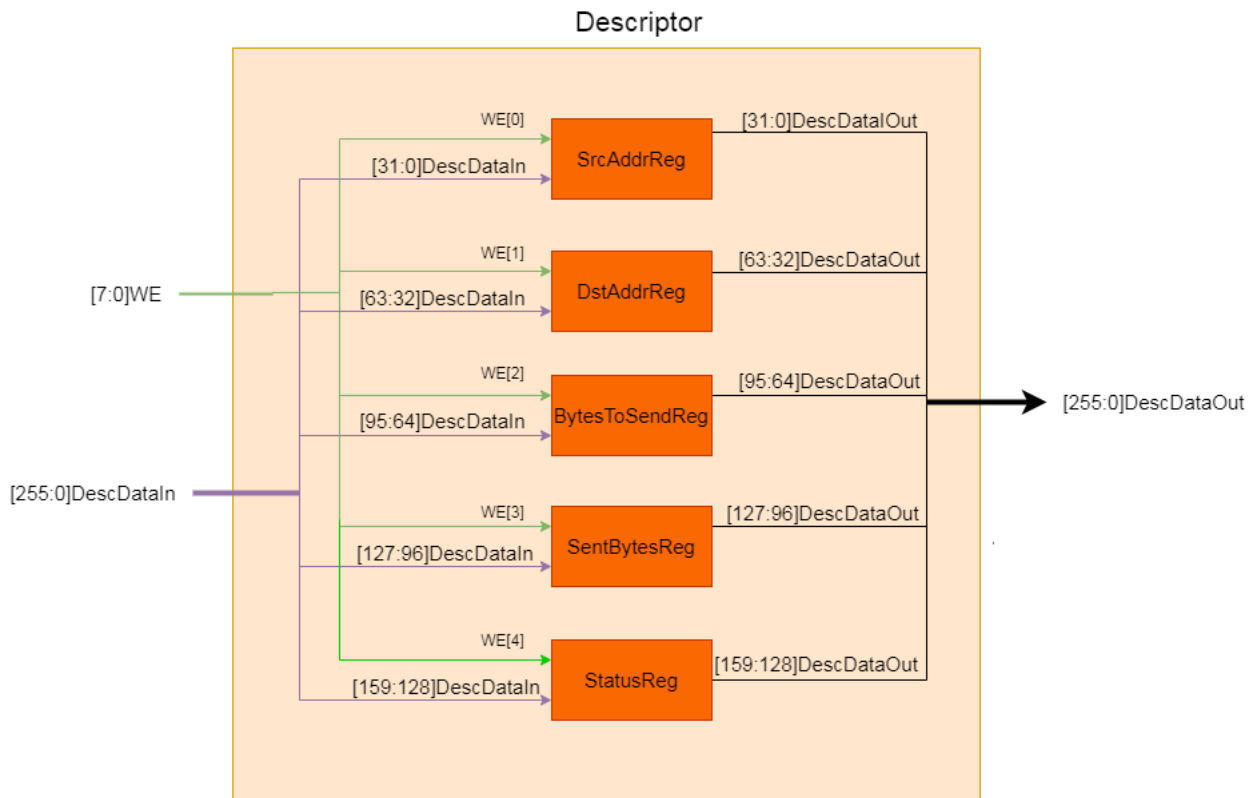 Descriptor
WE[0]
[31:0]DescDataIn
SrcAddrReg
[31:0]DescDataIOut
WE[1]
[63:32]DescDataIn
DstAddrReg
[63:32]DescDataOut
[7:0]WE
WE[2]
[95:64]DescDataIn
BytesToSendReg
[95:64]DescDataOut
[255:0]DescDataOut
[255:0]DescDataIn
WE[3]
[127:96]DescDataIn
SentBytesReg
[127:96]DescDataOut
WE[4]
[159:128]DescDataIn
StatusReg
[159:128]DescDataOut